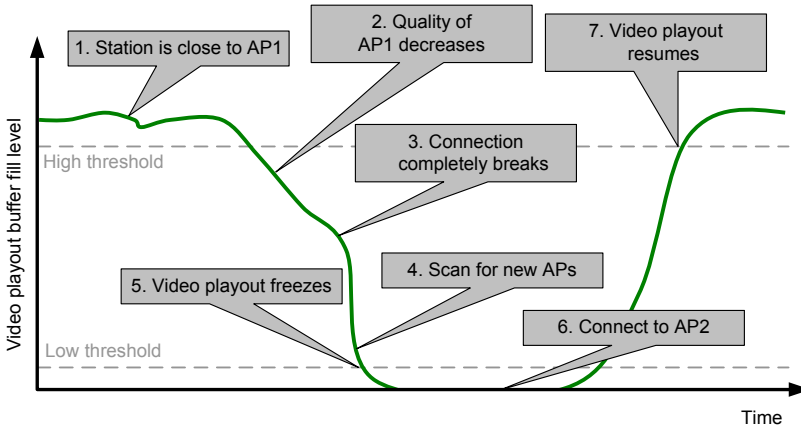 1. Station is close to AP1
2. Quality of
AP1 decreases
7. Video playout
resumes
High threshold
3. Connection
completely breaks
5. Video playout freezes
4. Scan for new APs
6. Connect to AP2
Low threshold
Video playout buffer fill level
Time